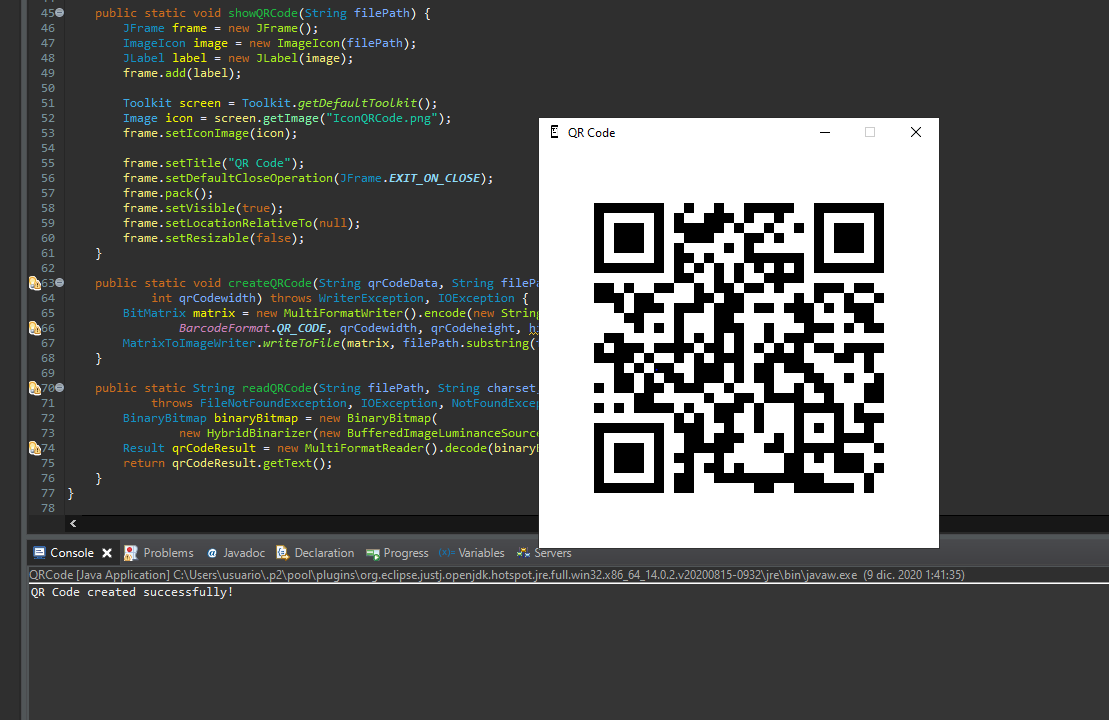 45 public static void showQRCode(String filePath) {
46 JFrame frame = new JFrame();
47 ImageIcon image = new ImageIcon(filePath);
48 JLabel label = new JLabel(image);
49 frame.add(label);
50
51 Toolkit screen = Toolkit.getDefaultToolkit();
52 Image icon = screen.getImage("IconQRCode.png");
53 frame.setIconImage(icon);
54
55 frame.setTitle("QR Code");
56 frame.setDefaultCloseOperation(JFrame.EXIT_ON_CLOSE);
57 frame.pack();
58 frame.setVisible(true);
59 frame.setLocationRelativeTo(null);
60 frame.setResizable(false);
61 }
62
63 public static void createQRCode(String qrCodeData, String filePa
64 int qrCodewidth) throws WriterException, IOException {
65 BitMatrix matrix = new MultiFormatWriter().encode(new String
66 BarcodeFormat.QR_CODE, qrCodewidth, qrCodeheight, h
67 MatrixToImageWriter.writeToFile(matrix, filePath.substring(
68 }
69
70 public static String readQRCode(String filePath, String charset,
71 throws FileNotFoundException, IOException, NotFoundExcep
72 BinaryBitmap binaryBitmap = new BinaryBitmap(
73 new HybridBinarizer(new BufferedImageLuminanceSource
74 Result qrCodeResult = new MultiFormatReader().decode(binaryB
75 return qrCodeResult.getText();
76 }
77 }
78
QR Code
Console Problems Javadoc Declaration Progress Variables Servers
QRCode [Java Application] C:\Users\usuario\.p2\pool\plugins\org.eclipse.justj.openjdk.hotspot.jre.full.win32.x86_64_14.0.2.v20200815-0932\jre\bin\javaw.exe (9 dic. 2020 1:41:35)
QR Code created successfully!